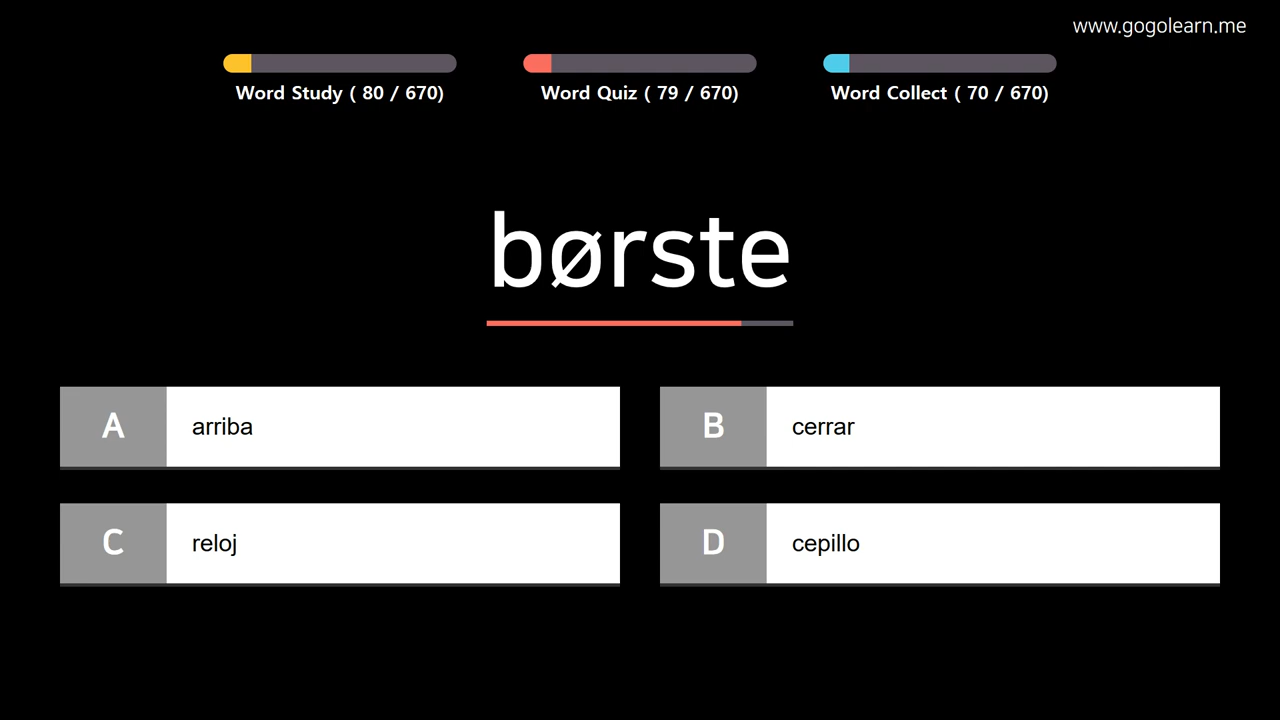 www.gogolearn.me
Word Study ( 80 / 670)
Word Quiz ( 79 / 670)
Word Collect ( 70 / 670)
børste
A arriba
B cerrar
C reloj
D cepillo